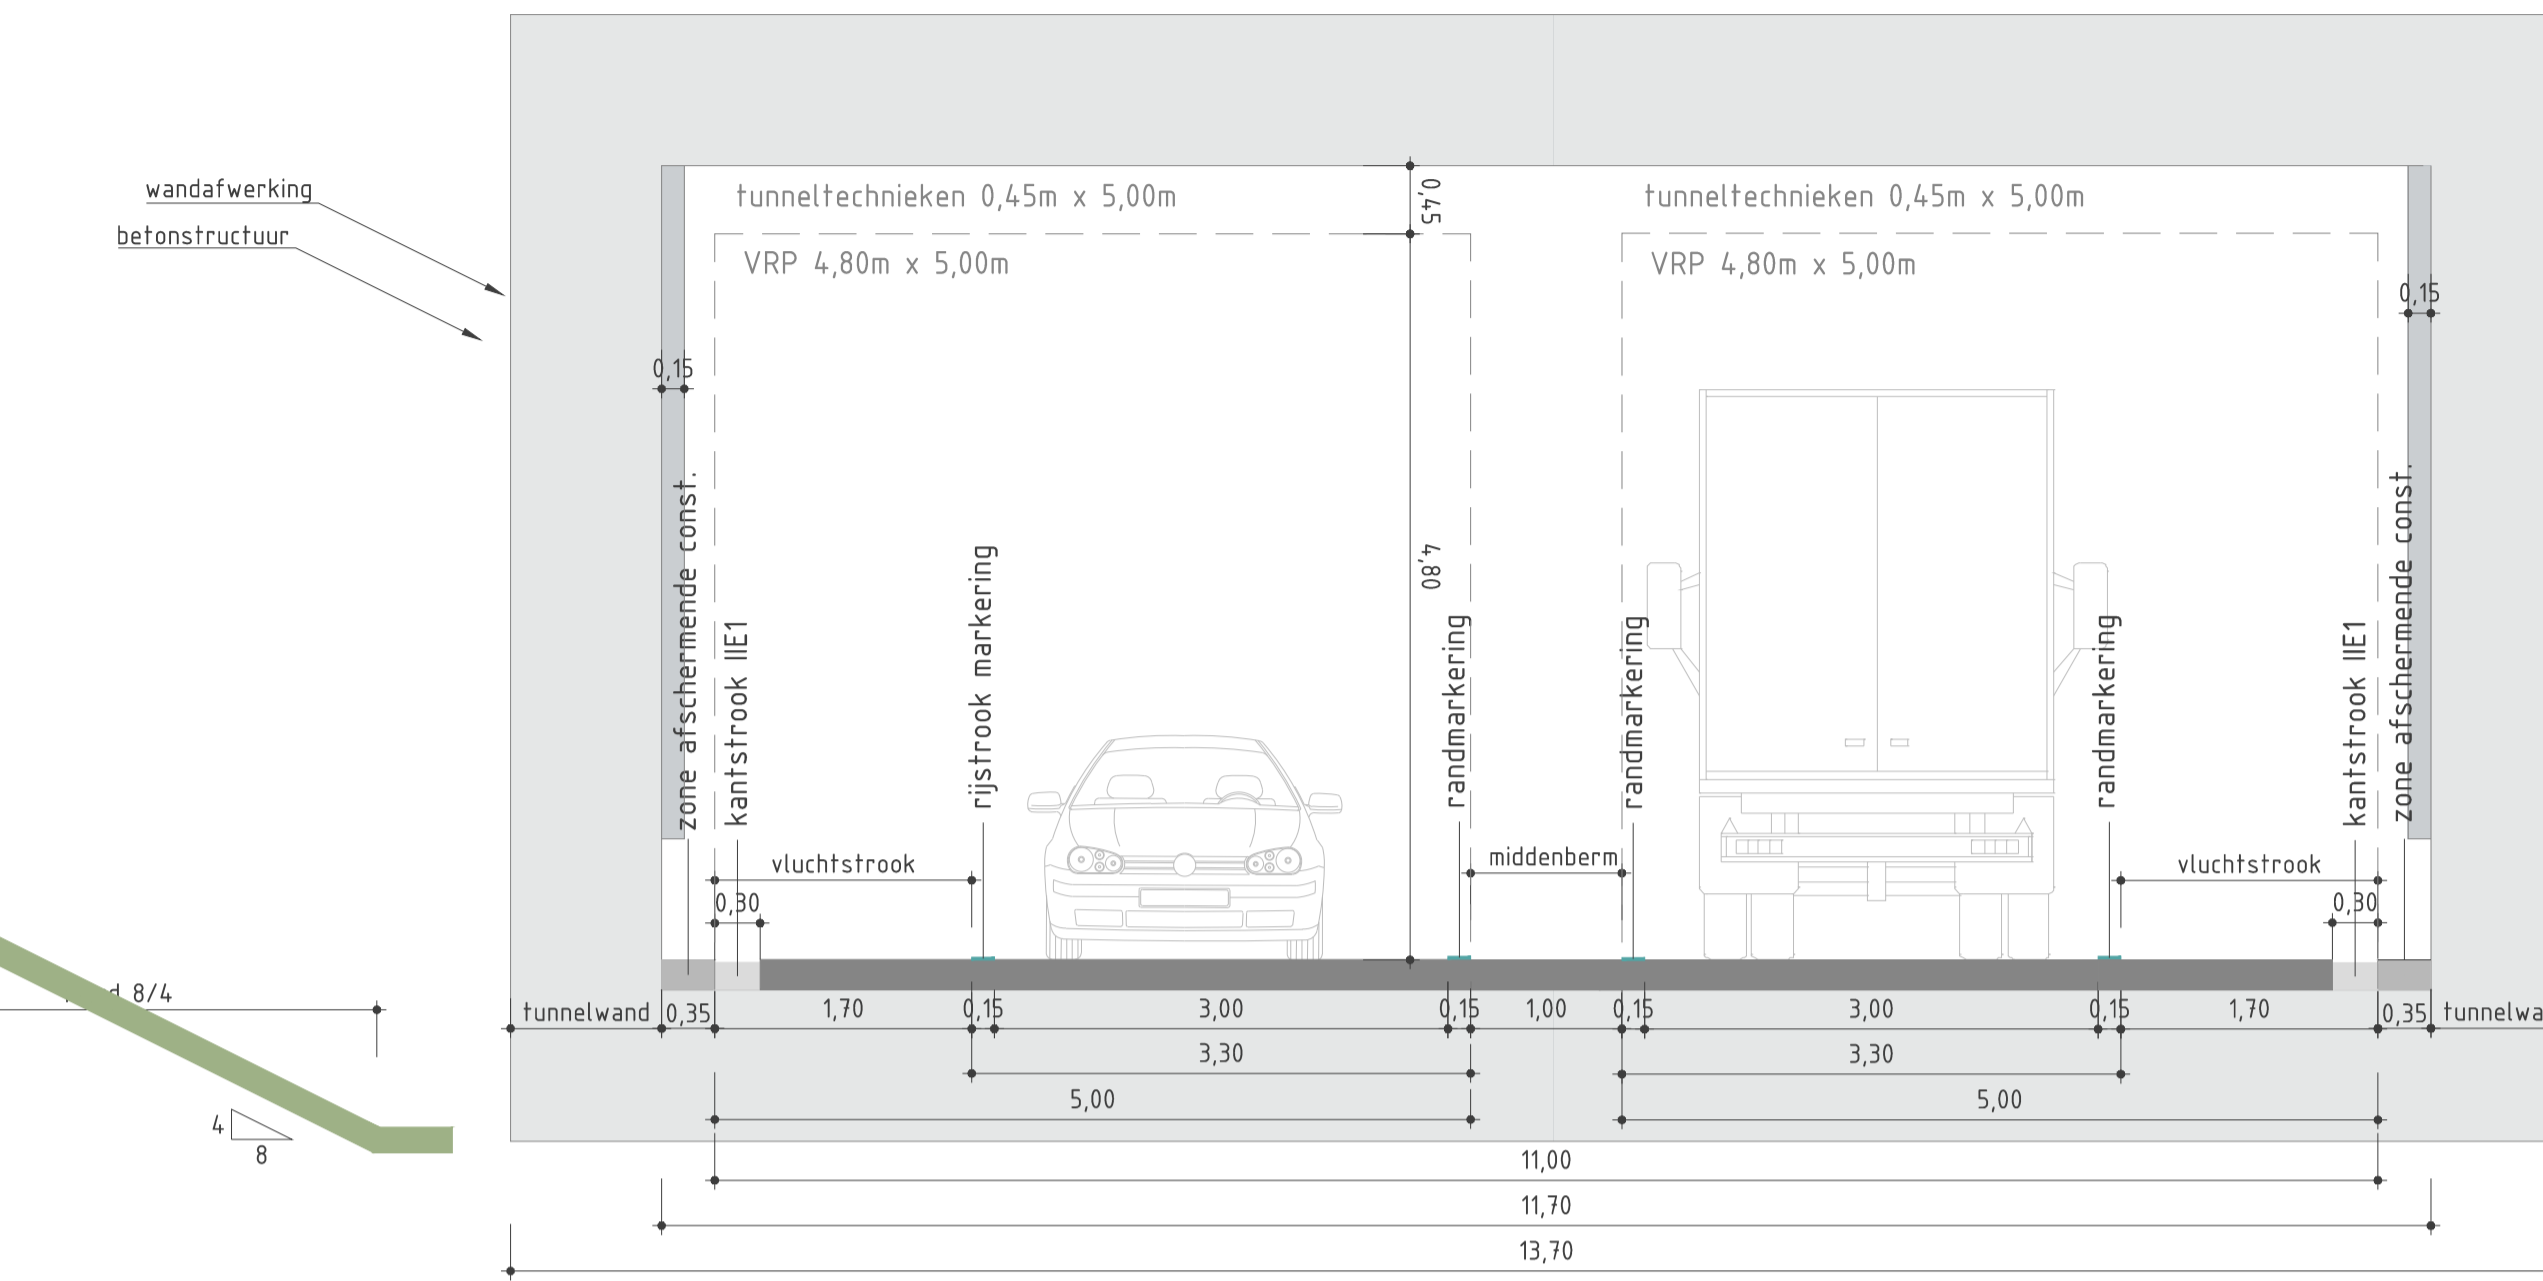 wandafwerking
betonstructuur
tunneltechnieken 0,45m x 5,00m
0,45
tunneltechnieken 0,45m x 5,00m
VRP 4,80m x 5,00m
VRP 4,80m x 5,00m
0,15
0,15
4,80
zone afschermende const.
kantstrook IIE1
rijstrook markering
randmarkering
randmarkering
randmarkering
kantstrook IIE1
zone afschermende const.
vluchtstrook
middenberm
vluchtstrook
0,30
0,30
8/4
tunnelwand
0,35
1,70
0,15
3,00
0,15
1,00
0,15
3,00
0,15
1,70
0,35
tunnelwa
3,30
3,30
5,00
5,00
4
8
11,00
11,70
13,70